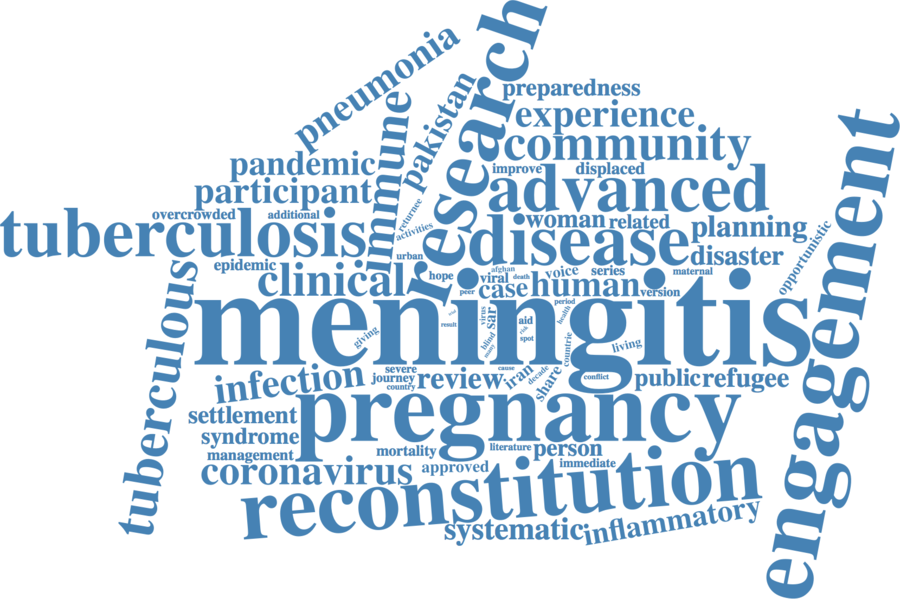 research
pneumonia
immune
pakistan
preparedness
experience
community
pandemic
improve
displaced
participant
advanced
overcrowded
additional
returnee
activities
woman
related
planning
engagement
tuberculosis
disease
disaster
opportunistic
urban
epidemic
clinical
hope
afghan
viral
death
voice
series
maternal
peer
case
human
version
tuberculous
meningitis
period
health
virus
sar
aid
risk
spot
result
giving
blind
countrie
living
cause
severe
journey
country
infection
review
iran
decade
share
conflict
public
refugee
settlement
pregnancy
syndrome
management
mortality
literature
person
coronavirus
approved
immediate
reconstitution
systematic
inflammatory